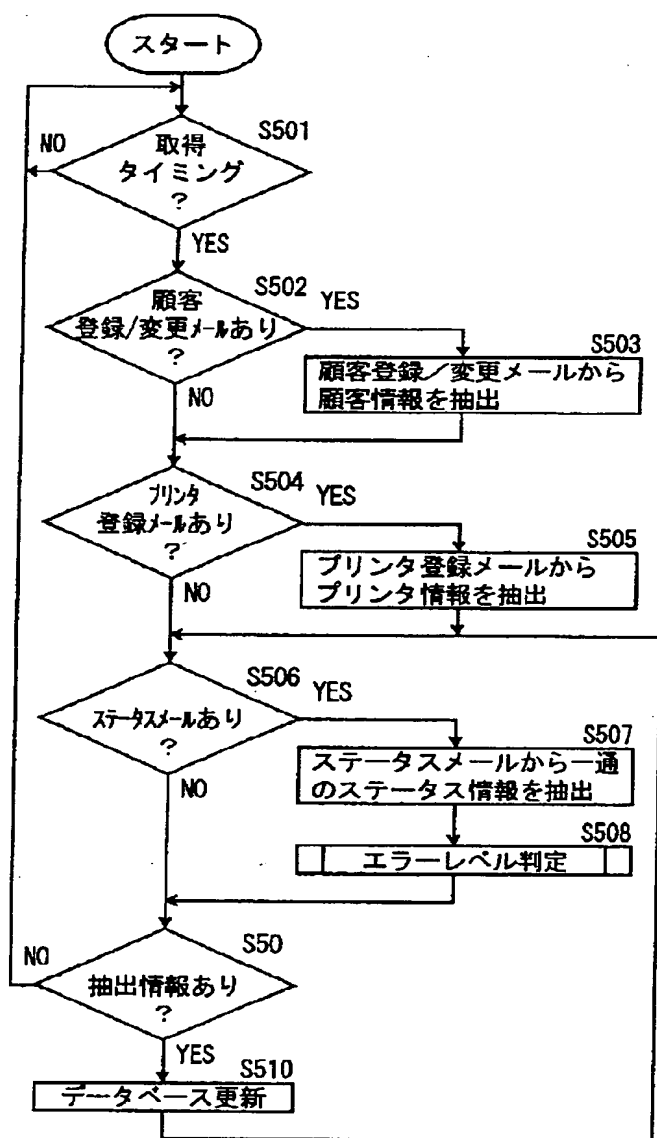 スタート
S501
NO
取得
タイミング
?
YES
S502
YES
顧客
登録/変更メールあり
?
NO
S503
顧客登録/変更メールから
顧客情報を抽出
S504
YES
プリンタ
登録メールあり
?
NO
S505
プリンタ登録メールから
プリンタ情報を抽出
S506
YES
ステータスメールあり
?
NO
S507
ステータスメールから一通
のステータス情報を抽出
S508
エラーレベル判定
S50
NO
抽出情報あり
?
YES
S510
データベース更新